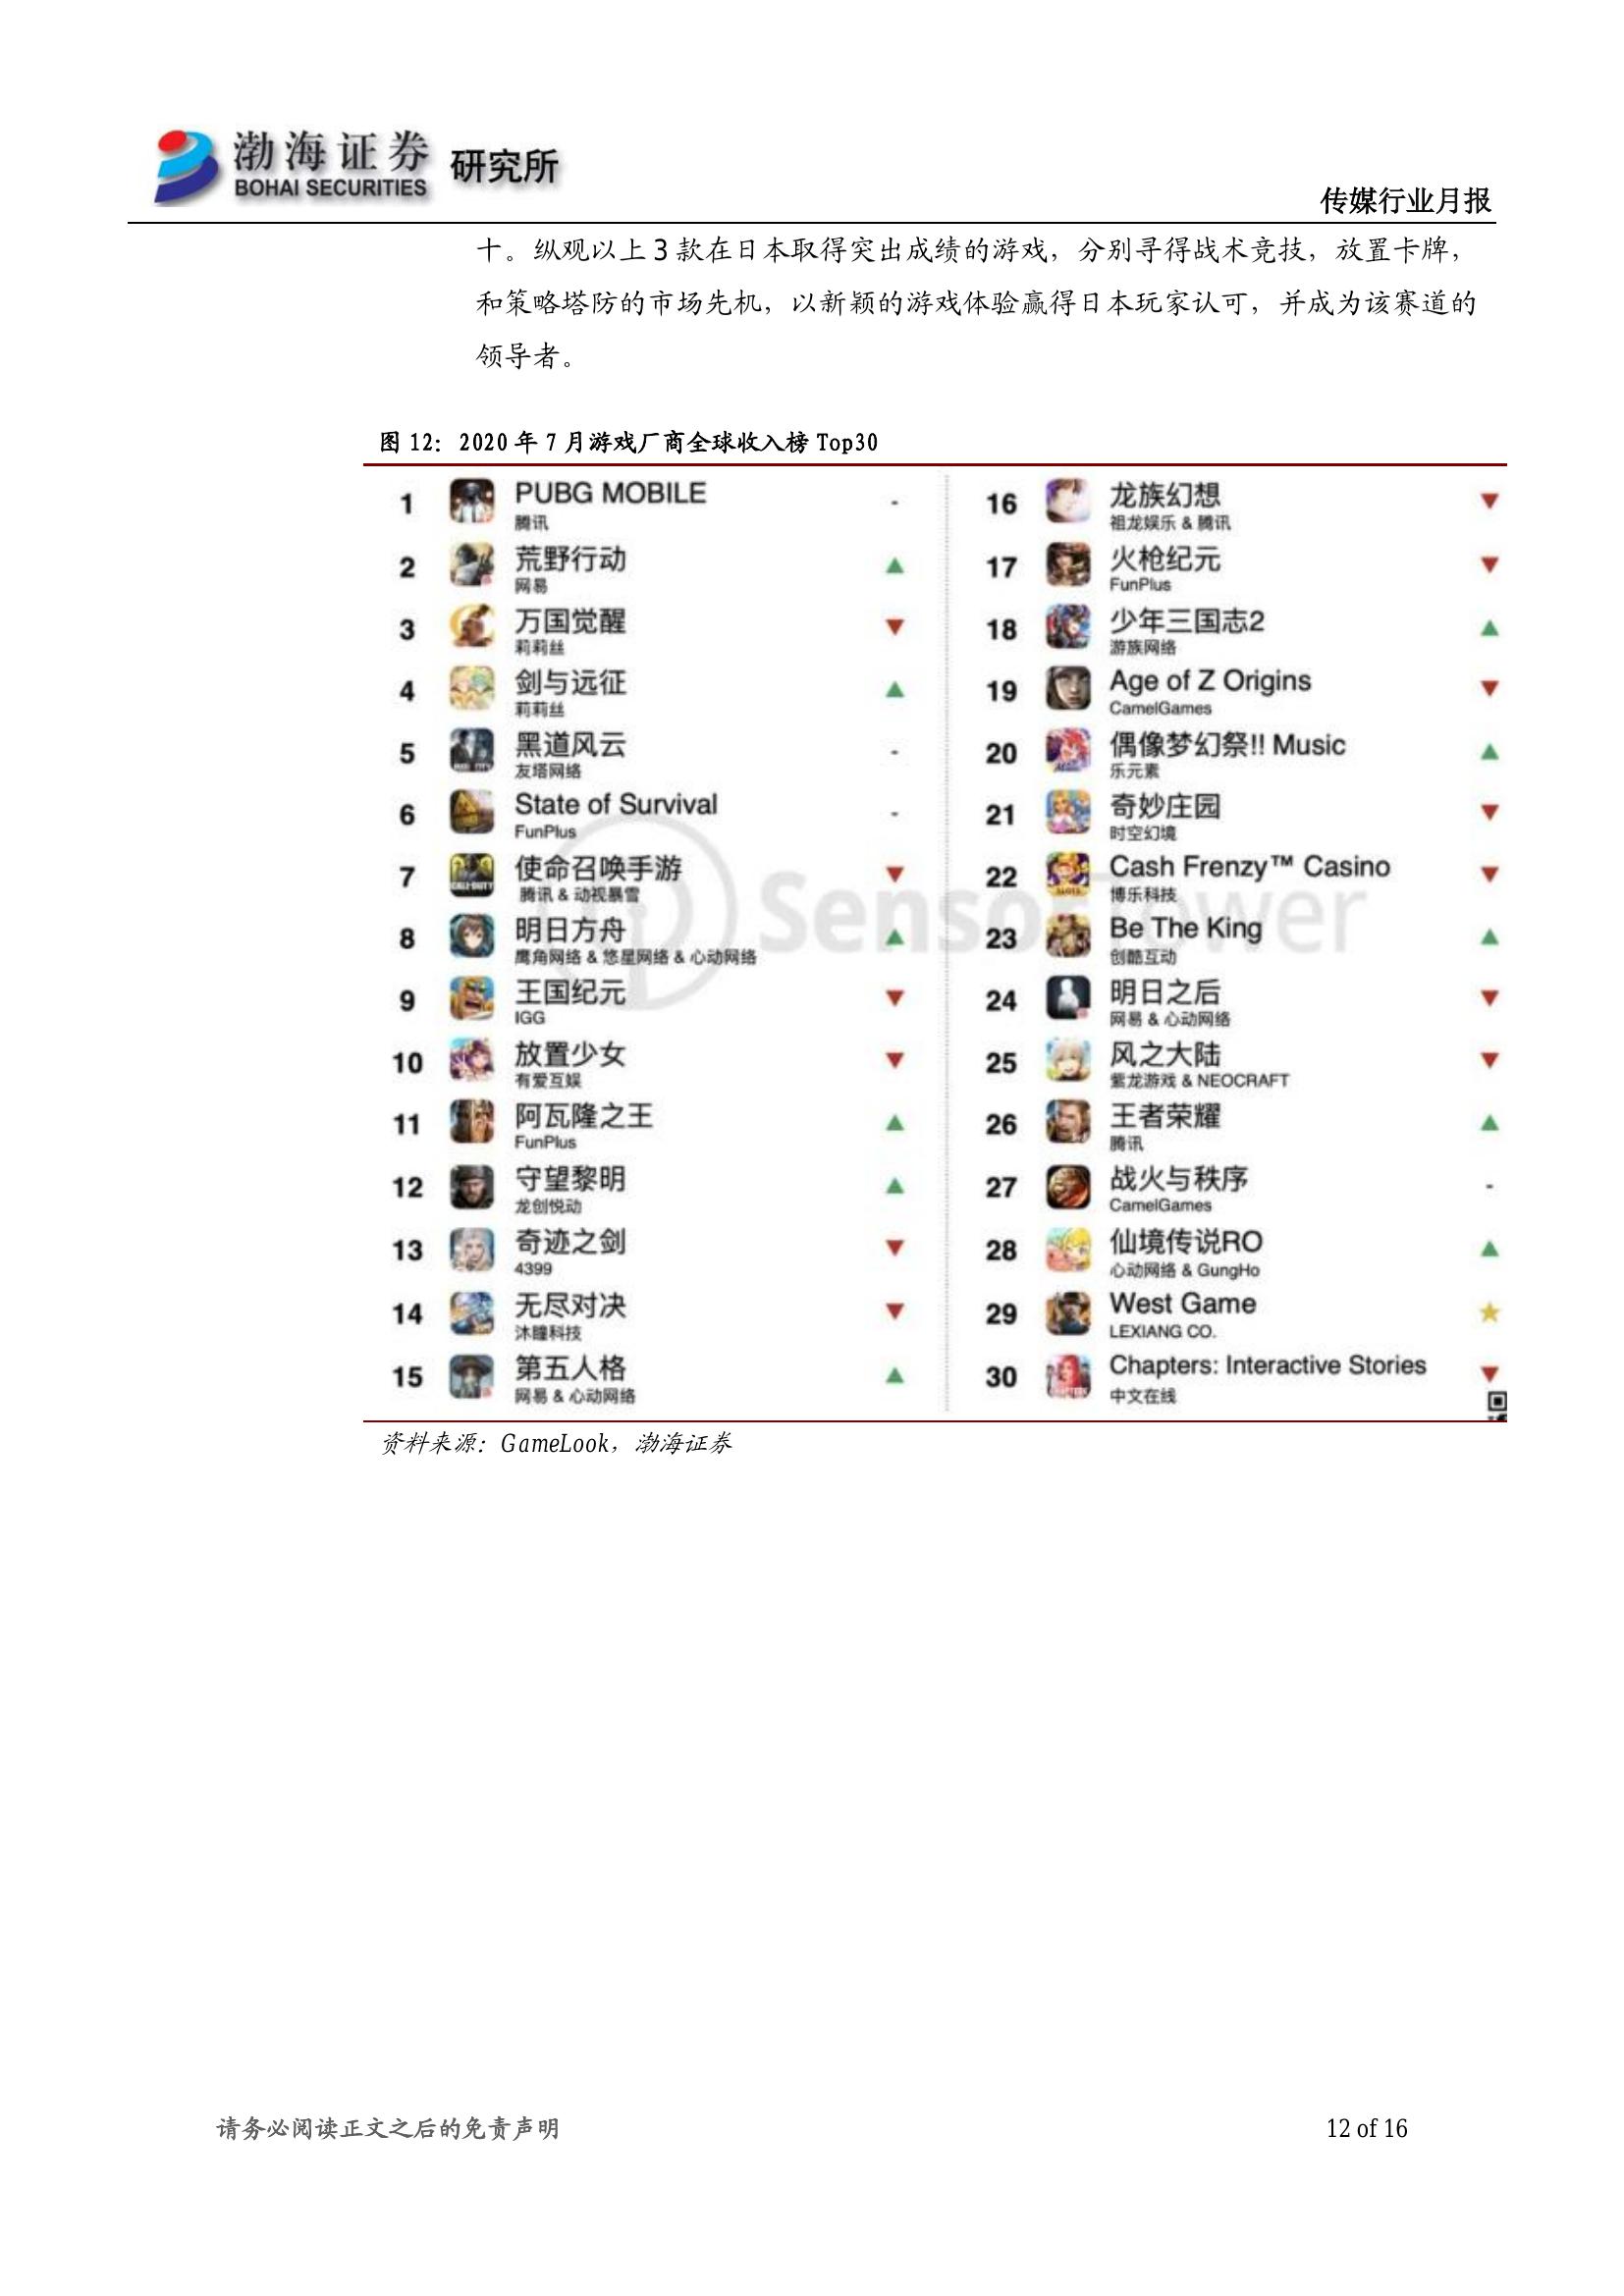 渤海证券 研究所
BOHAI SECURITIES
传媒行业月报
十。纵观以上 3 款在日本取得突出成绩的游戏，分别寻得战术竞技，放置卡牌，
和策略塔防的市场先机，以新颖的游戏体验赢得日本玩家认可，并成为该赛道的
领导者。
图 12：2020 年 7 月游戏厂商全球收入榜 Top30
1 PUBG MOBILE -
腾讯
2 荒野行动 ▲
网易
3 万国觉醒 ▼
莉莉丝
4 剑与远征 ▲
莉莉丝
5 黑道风云 -
友塔网络
6 State of Survival -
FunPlus
7 使命召唤手游 ▼
腾讯 & 动视暴雪
8 明日方舟 ▲
鹰角网络 & 悠星网络 & 心动网络
9 王国纪元 ▼
IGG
10 放置少女 ▼
有爱互娱
11 阿瓦隆之王 ▲
FunPlus
12 守望黎明 ▲
龙创悦动
13 奇迹之剑 ▼
4399
14 无尽对决 ▼
沐瞳科技
15 第五人格 ▲
网易 & 心动网络
16 龙族幻想 ▼
祖龙娱乐 & 腾讯
17 火枪纪元 ▼
FunPlus
18 少年三国志2 ▲
游族网络
19 Age of Z Origins ▼
CamelGames
20 偶像梦幻祭!! Music ▲
乐元素
21 奇妙庄园 ▼
时空幻境
22 Cash Frenzy™ Casino ▼
博乐科技
23 Be The King ▲
创酷互动
24 明日之后 ▼
网易 & 心动网络
25 风之大陆 ▼
紫龙游戏 & NEOCRAFT
26 王者荣耀 ▲
腾讯
27 战火与秩序 -
CamelGames
28 仙境传说RO ▲
心动网络 & GungHo
29 West Game ★
LEXIANG CO.
30 Chapters: Interactive Stories ▼
中文在线
SensorTower
资料来源：GameLook，渤海证券
请务必阅读正文之后的免责声明
12 of 16